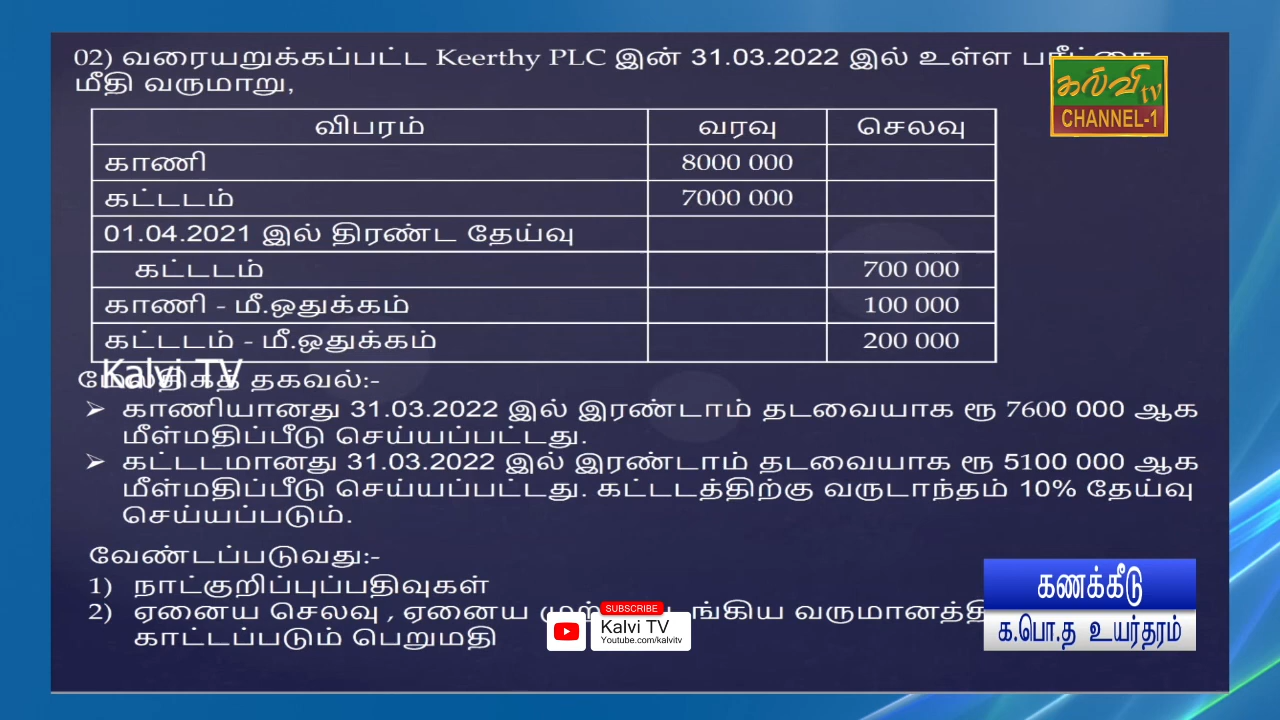 02) வரையறுக்கப்பட்ட Keerthy PLC இன் 31.03.2022 இல் உள்ள
மீதி வருமாறு,
கல்வி tv
CHANNEL-1
விபரம் வரவு செலவு
காணி 8000 000
கட்டடம் 7000 000
01.04.2021 இல் திரண்ட தேய்வு
கட்டடம் 700 000
காணி - மீ.ஒதுக்கம் 100 000
கட்டடம் - மீ.ஒதுக்கம் 200 000
Kalvi TV
தகவல்:-
➢ காணியானது 31.03.2022 இல் இரண்டாம் தடவையாக ரூ 7600 000 ஆக
மீள்மதிப்பீடு செய்யப்பட்டது.
➢ கட்டடமானது 31.03.2022 இல் இரண்டாம் தடவையாக ரூ 5100 000 ஆக
மீள்மதிப்பீடு செய்யப்பட்டது. கட்டடத்திற்கு வருடாந்தம் 10% தேய்வு
செய்யப்படும்.
வேண்டப்படுவது:-
1) நாட்குறிப்புப்பதிவுகள்
2) ஏனைய செலவு , ஏனைய
காட்டப்படும் பெறுமதி
SUBSCRIBE
Kalvi TV
Youtube.com/kalvitv
கணக்கீடு
க.பொ.த உயர்தரம்